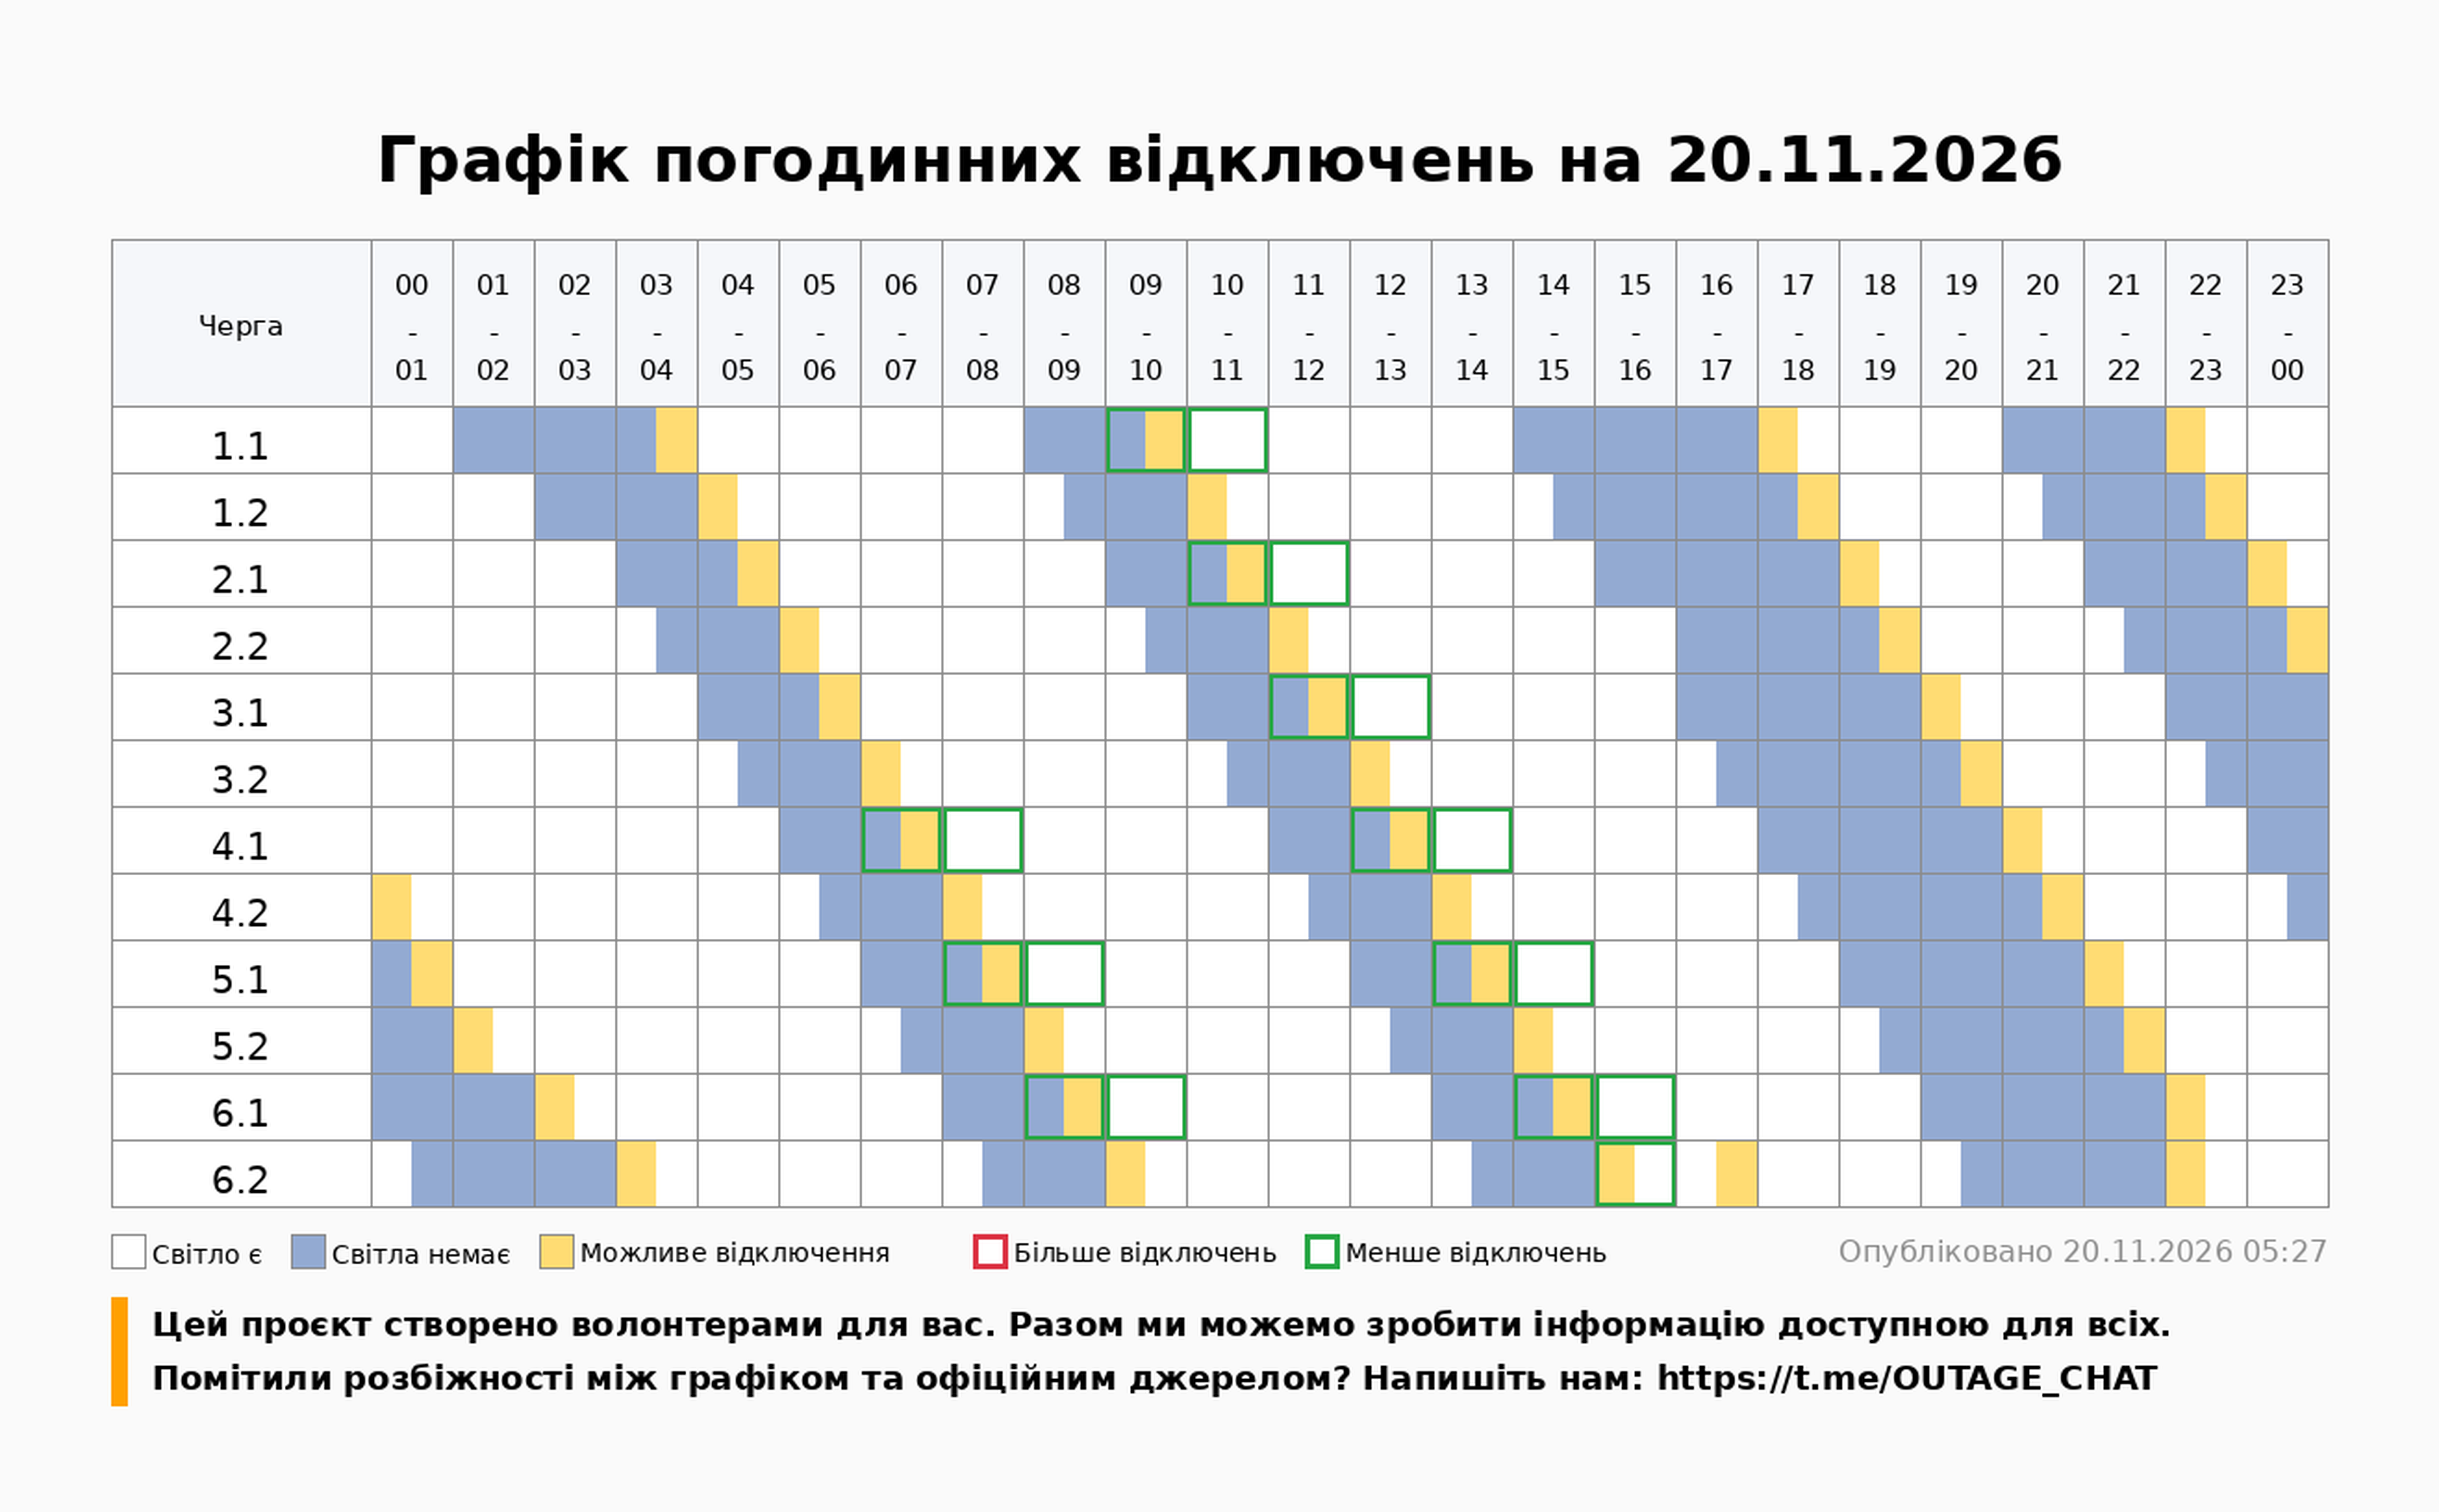 Графік погодинних відключень на 20.11.2026
Черга
00 - 01
01 - 02
02 - 03
03 - 04
04 - 05
05 - 06
06 - 07
07 - 08
08 - 09
09 - 10
10 - 11
11 - 12
12 - 13
13 - 14
14 - 15
15 - 16
16 - 17
17 - 18
18 - 19
19 - 20
20 - 21
21 - 22
22 - 23
23 - 00
1.1
1.2
2.1
2.2
3.1
3.2
4.1
4.2
5.1
5.2
6.1
6.2
Світло є Світла немає Можливе відключення Більше відключень Менше відключень Опубліковано 20.11.2026 05:27
Цей проєкт створено волонтерами для вас. Разом ми можемо зробити інформацію доступною для всіх.
Помітили розбіжності між графіком та офіційним джерелом? Напишіть нам: https://t.me/OUTAGE_CHAT